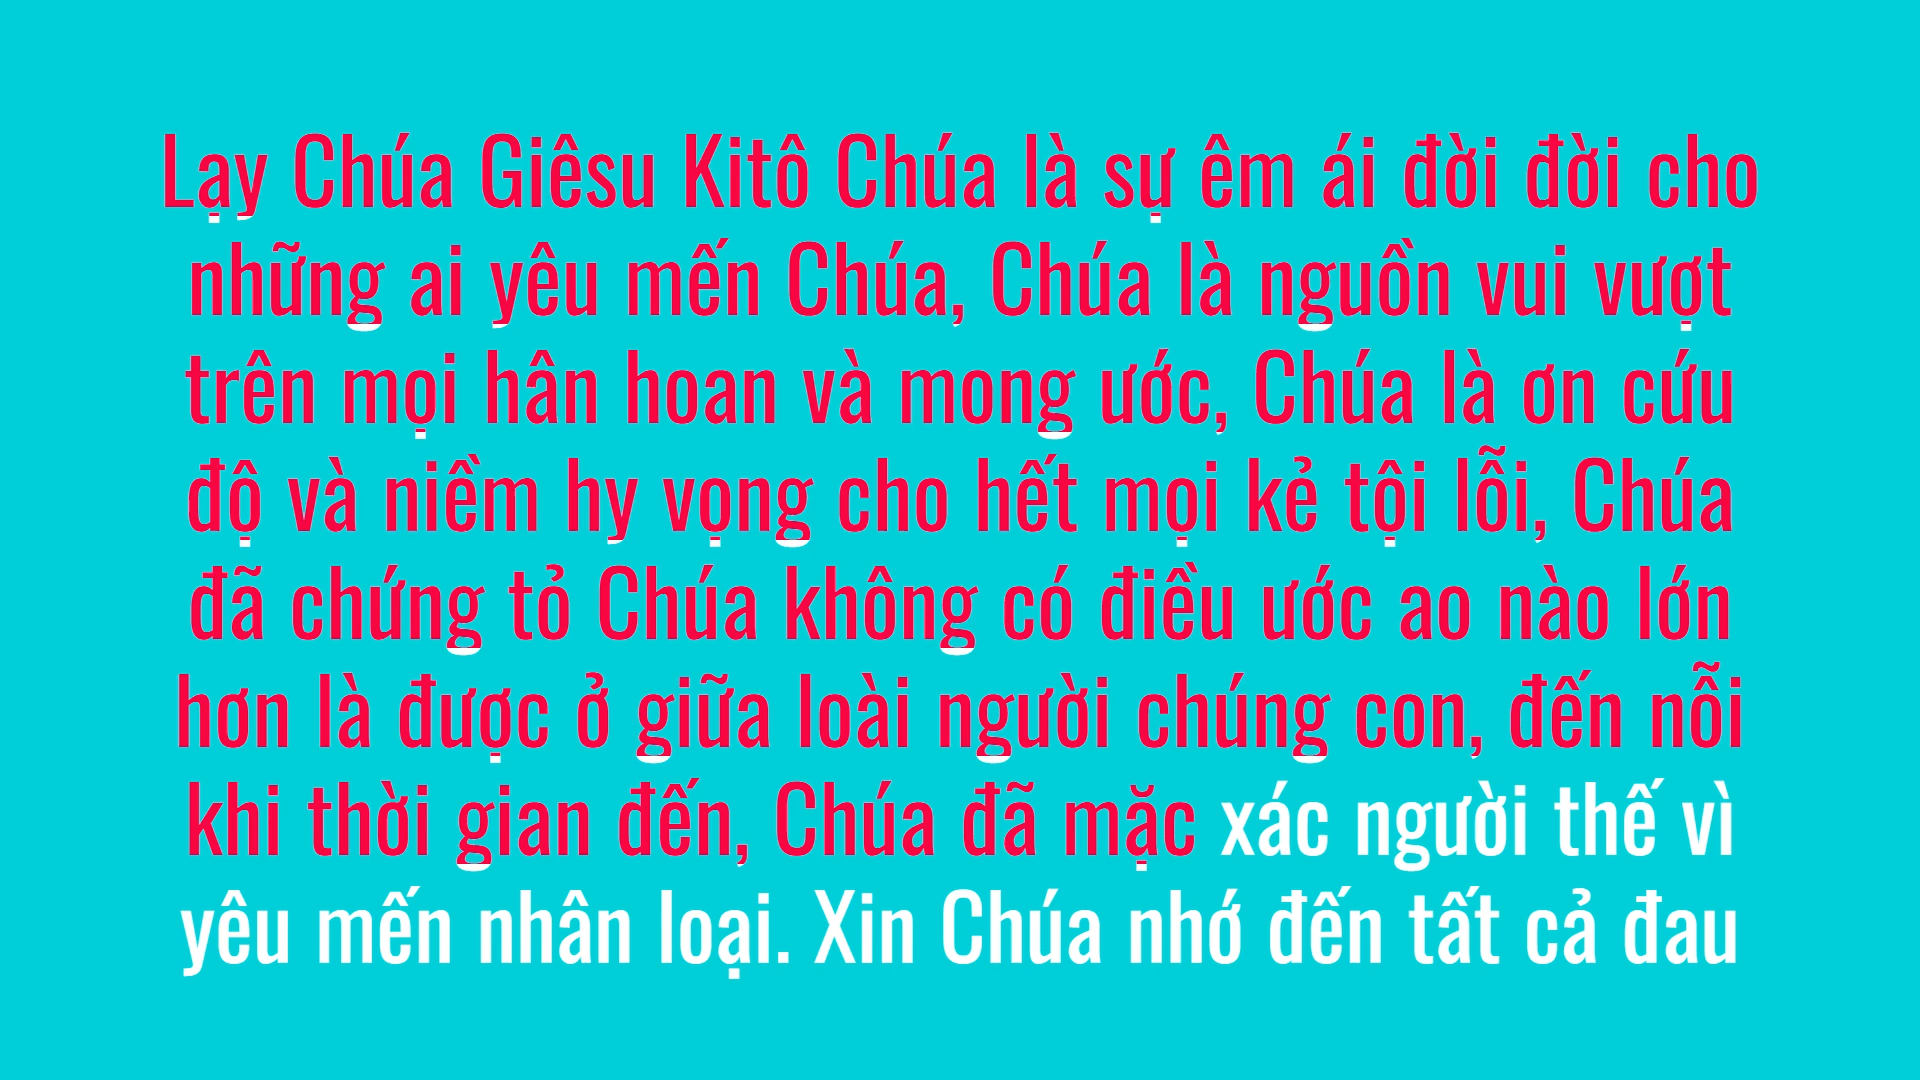 Lạy Chúa Giêsu Kitô Chúa là sự êm ái đời đời cho
những ai yêu mến Chúa, Chúa là nguồn vui vượt
trên mọi hân hoan và mong ước, Chúa là ơn cứu
độ và niềm hy vọng cho hết mọi kẻ tội lỗi, Chúa
đã chứng tỏ Chúa không có điều ước ao nào lớn
hơn là được ở giữa loài người chúng con, đến nỗi
khi thời gian đến, Chúa đã mặc xác người thế vì
yêu mến nhân loại. Xin Chúa nhớ đến tất cả đau